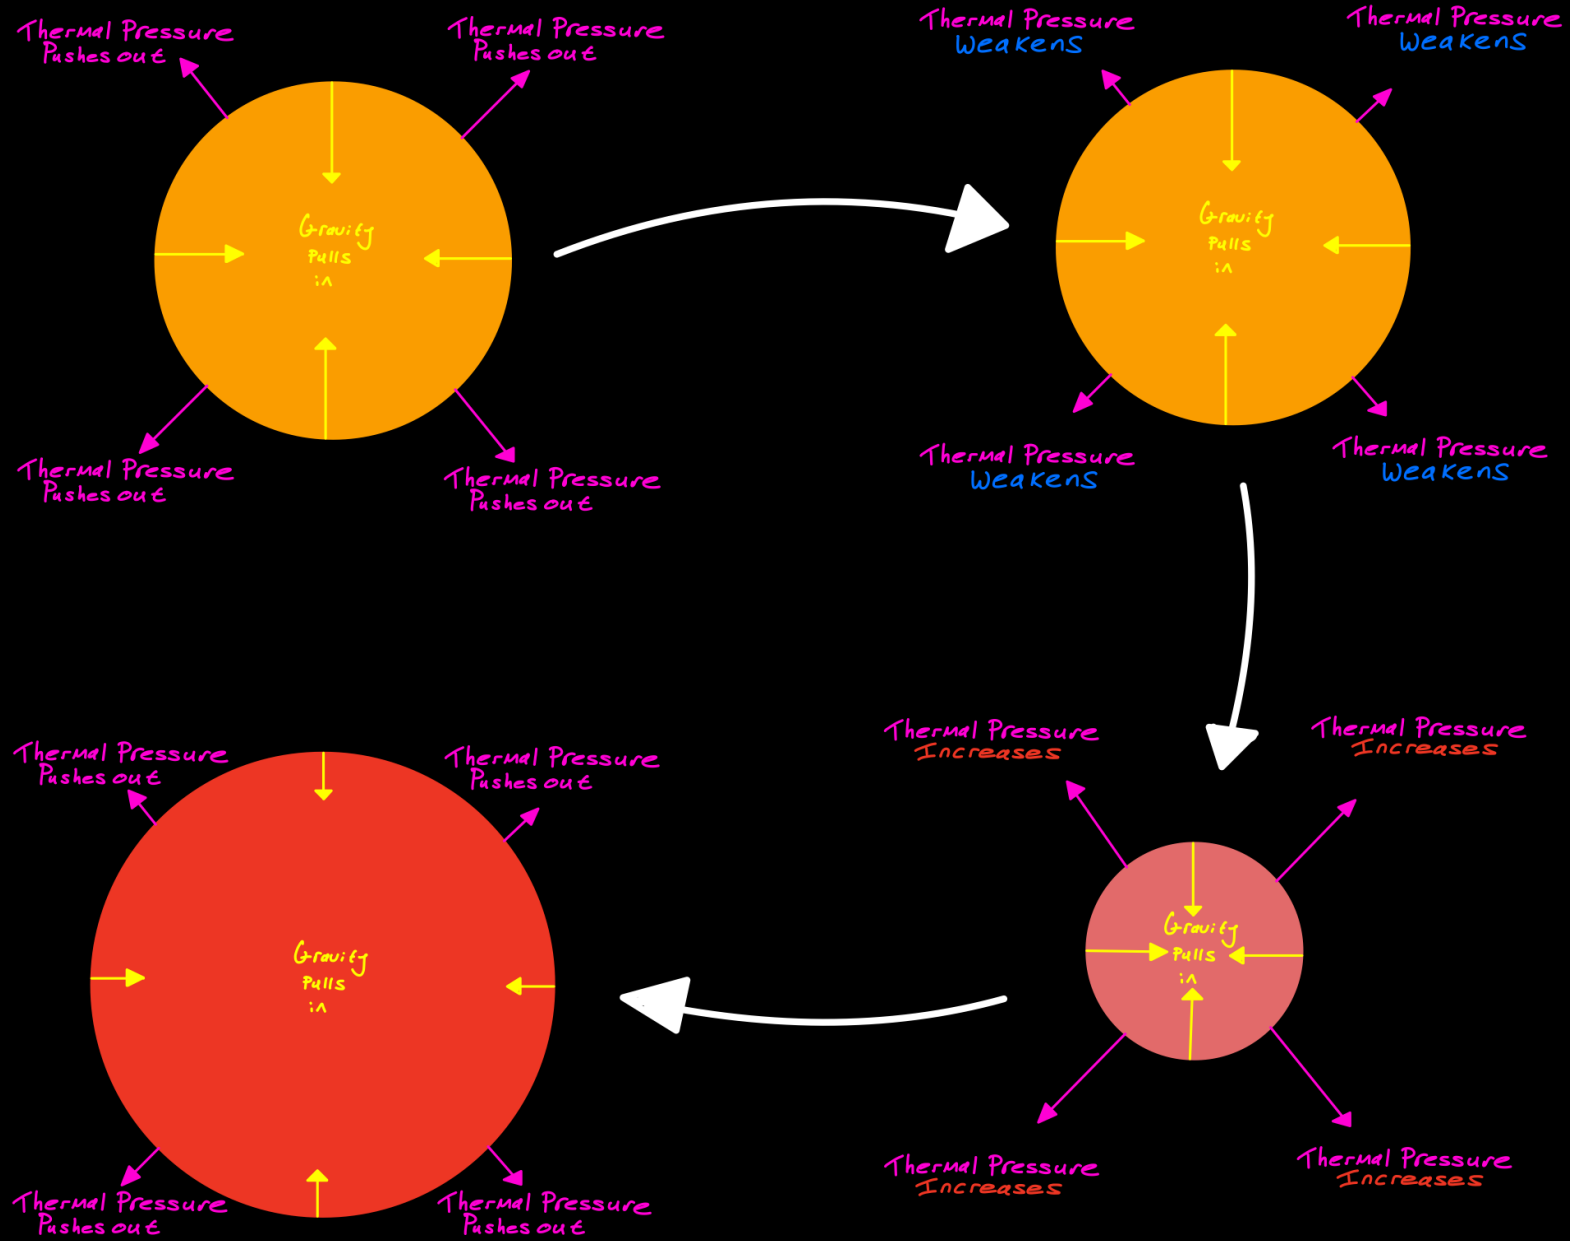 Thermal Pressure
Pushes out
Thermal Pressure
Pushes out
Gravity
Pulls
in
Thermal Pressure
Pushes out
Thermal Pressure
Pushes out
Thermal Pressure
Weakens
Thermal Pressure
Weakens
Gravity
Pulls
in
Thermal Pressure
Weakens
Thermal Pressure
Weakens
Thermal Pressure
Increases
Thermal Pressure
Increases
Gravity
Pulls
in
Thermal Pressure
Increases
Thermal Pressure
Increases
Thermal Pressure
Pushes out
Thermal Pressure
Pushes out
Gravity
Pulls
in
Thermal Pressure
Pushes out
Thermal Pressure
Pushes out